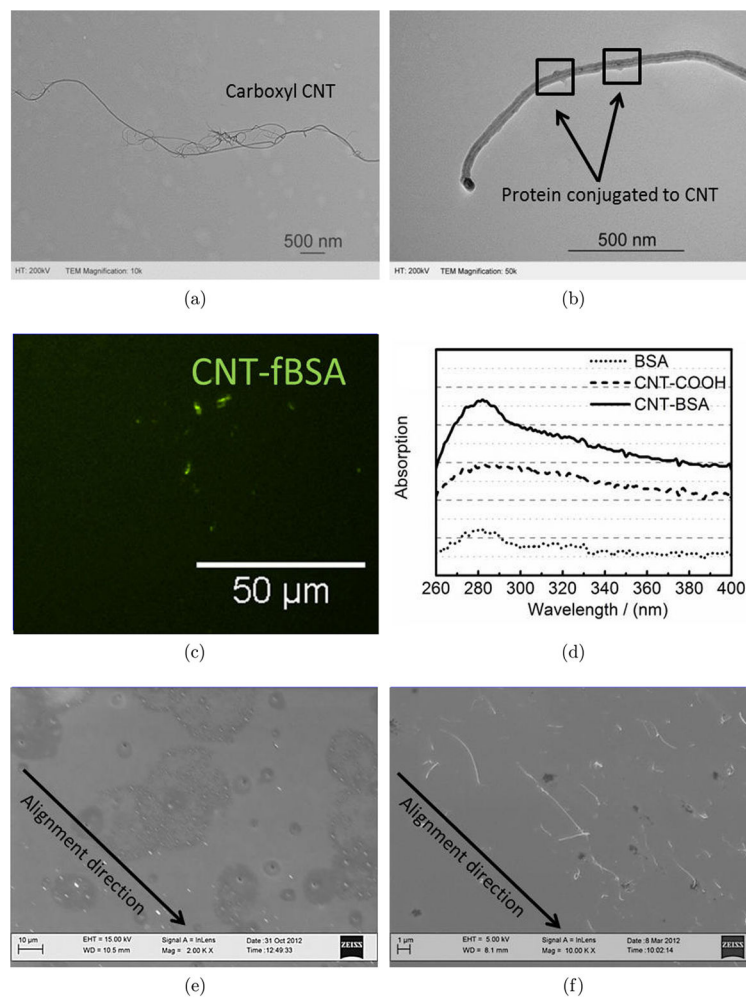 Carboxyl CNT
500 nm
HT: 200kV TEM Magnification: 10k
(a)
Protein conjugated to CNT
500 nm
HT: 200kV TEM Magnification: 50k
(b)
CNT-fBSA
50 µm
(c)
BSA
CNT-COOH
CNT-BSA
Absorption
260 280 300 320 340 360 380 400
Wavelength / (nm)
(d)
Alignment direction
10 µm
EHT = 15.00 kV Signal A = InLens Date :31 Oct 2012
WD = 10.5 mm Mag = 2.00 K X Time :12:49:33
ZEISS
(e)
Alignment direction
1 µm
EHT = 5.00 kV Signal A = InLens Date :8 Mar 2012
WD = 8.1 mm Mag = 10.00 K X Time :10:02:14
ZEISS
(f)